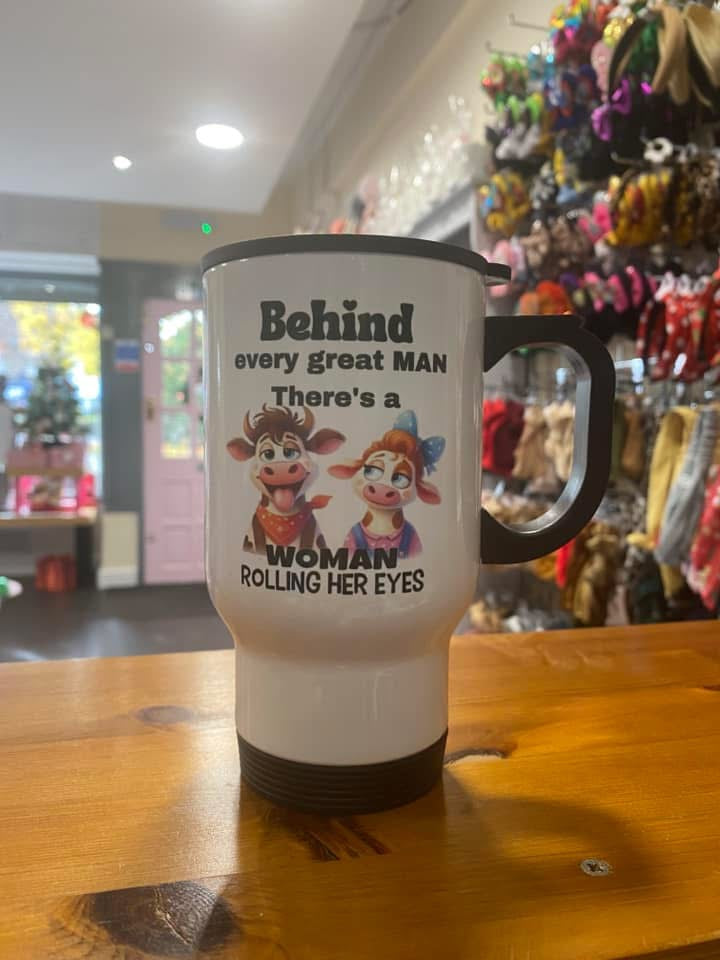 Behind
every great MAN
There's a
WOMAN
ROLLING HER EYES